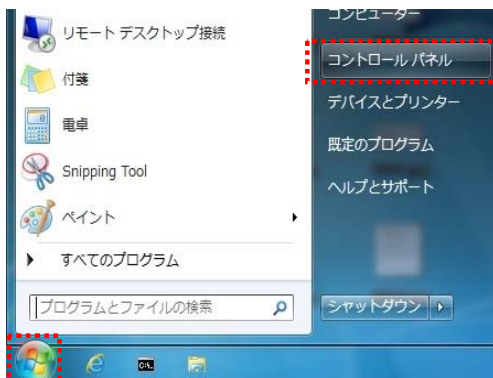 リモート デスクトップ接続
付箋
電卓
Snipping Tool
ペイント
すべてのプログラム
プログラムとファイルの検索
コンピューター
コントロール パネル
デバイスとプリンター
既定のプログラム
ヘルプとサポート
シャットダウン